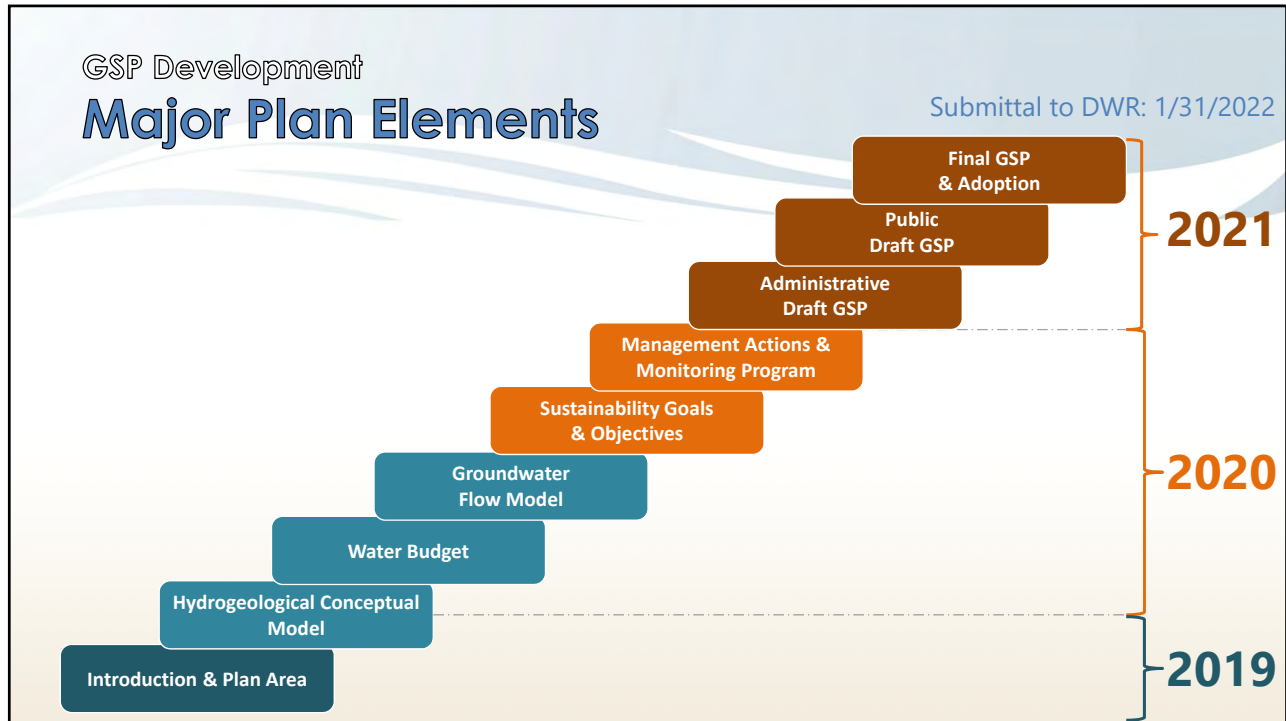 GSP Development
Major Plan Elements
Submittal to DWR: 1/31/2022
Final GSP
& Adoption
Public
Draft GSP
2021
Administrative
Draft GSP
Management Actions &
Monitoring Program
Sustainability Goals
& Objectives
Groundwater
Flow Model
2020
Water Budget
Hydrogeological Conceptual
Model
Introduction & Plan Area
2019